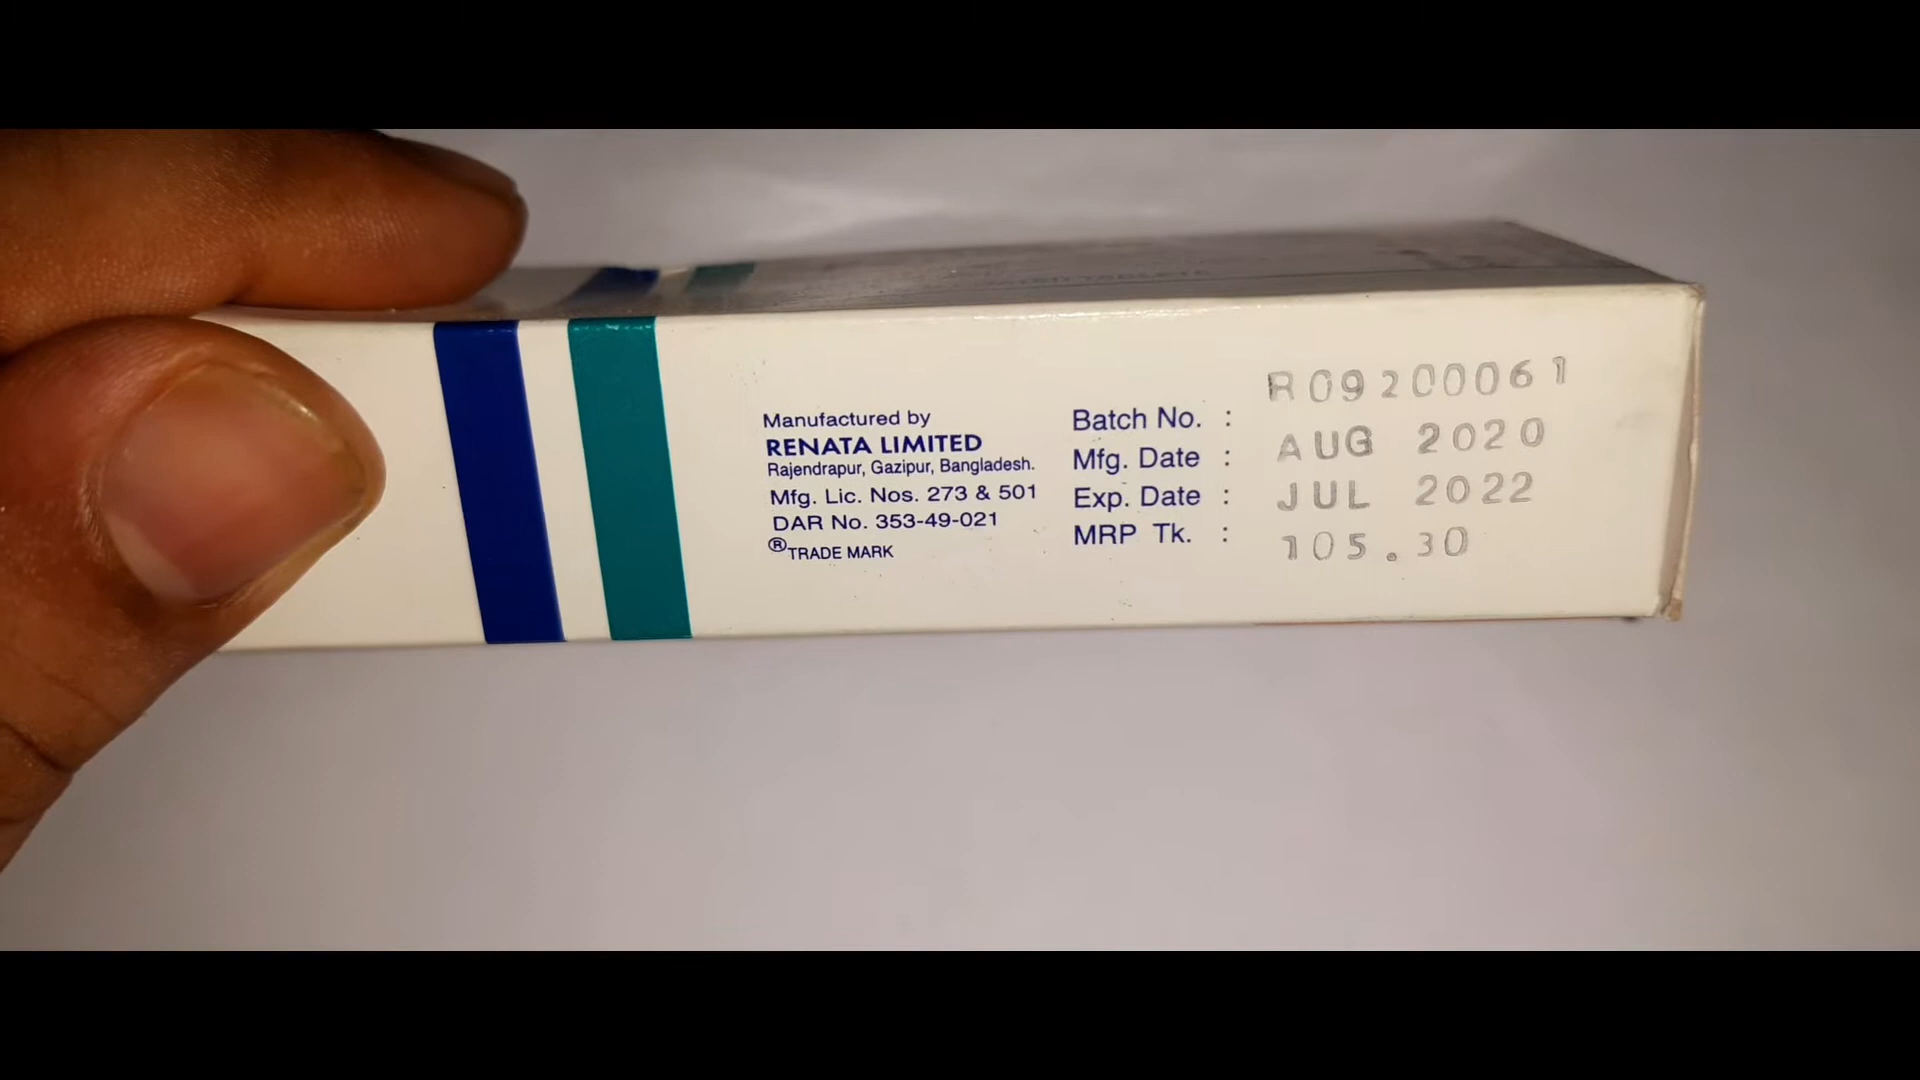 Manufactured by
RENATA LIMITED
Rajendrapur, Gazipur, Bangladesh.
Mfg. Lic. Nos. 273 & 501
DAR No. 353-49-021
® TRADE MARK
Batch No. : R09200061
Mfg. Date : AUG 2020
Exp. Date : JUL 2022
MRP Tk. : 105.30